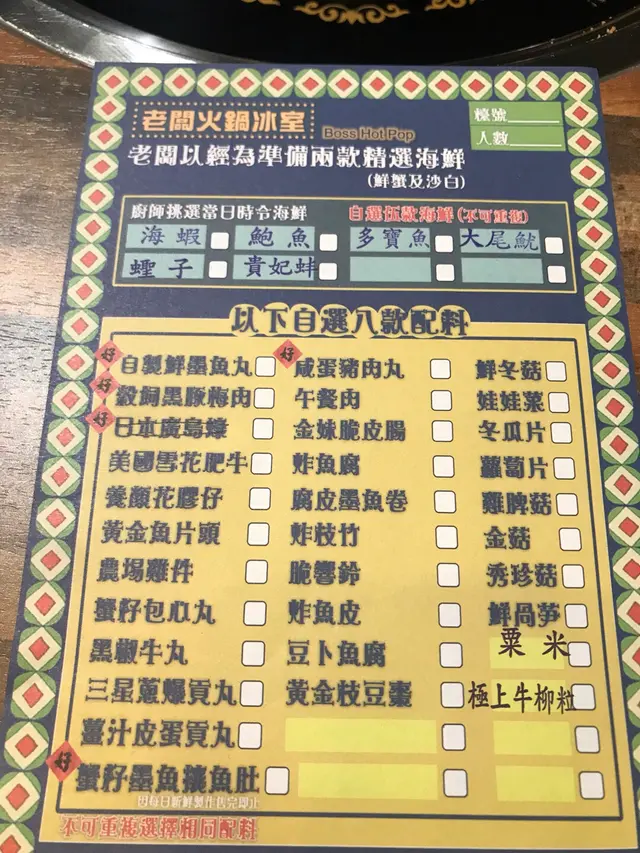 老闆火鍋冰室 Boss Hot Pop
檯號
人數
老闆以經為準備兩款精選海鮮
(鮮蟹及沙白)
廚師挑選當日時令海鮮 自選伍款海鮮(不可重復)
海蝦 鮑魚 多寶魚 大尾魷
蟶子 貴妃蚌
以下自選八款配料
好 自製鮮墨魚丸 好 咸蛋豬肉丸 鮮冬菇
好 穀飼黑豚梅肉 午餐肉 娃娃菜
好 日本廣島蠔 金妹脆皮腸 冬瓜片
美國雪花肥牛 炸魚腐 蘿蔔片
養顏花膠仔 腐皮墨魚卷 雞脾菇
黃金魚片頭 炸枝竹 金菇
農場雞件 脆響鈴 秀珍菇
蟹籽包心丸 炸魚皮 鮮萵筍
黑椒牛丸 豆卜魚腐 粟米
三星蔥爆貢丸 黃金枝豆棗 極上牛柳粒
薑汁皮蛋貢丸
好 蟹籽墨魚釀魚肚
因每日新鮮製作售完即止
不可重複選擇相同配料